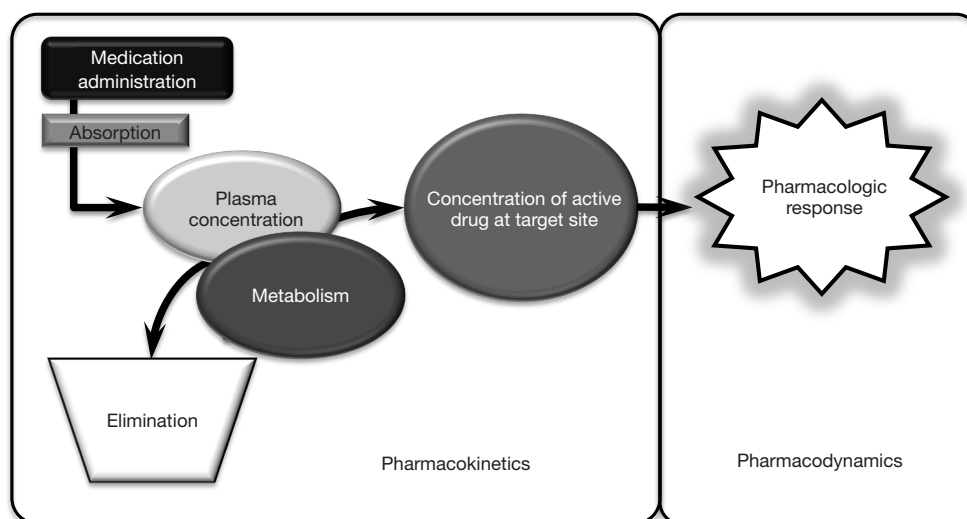 Medication
administration
Absorption
Plasma
concentration
Concentration of active
drug at target site
Pharmacologic
response
Metabolism
Elimination
Pharmacokinetics
Pharmacodynamics